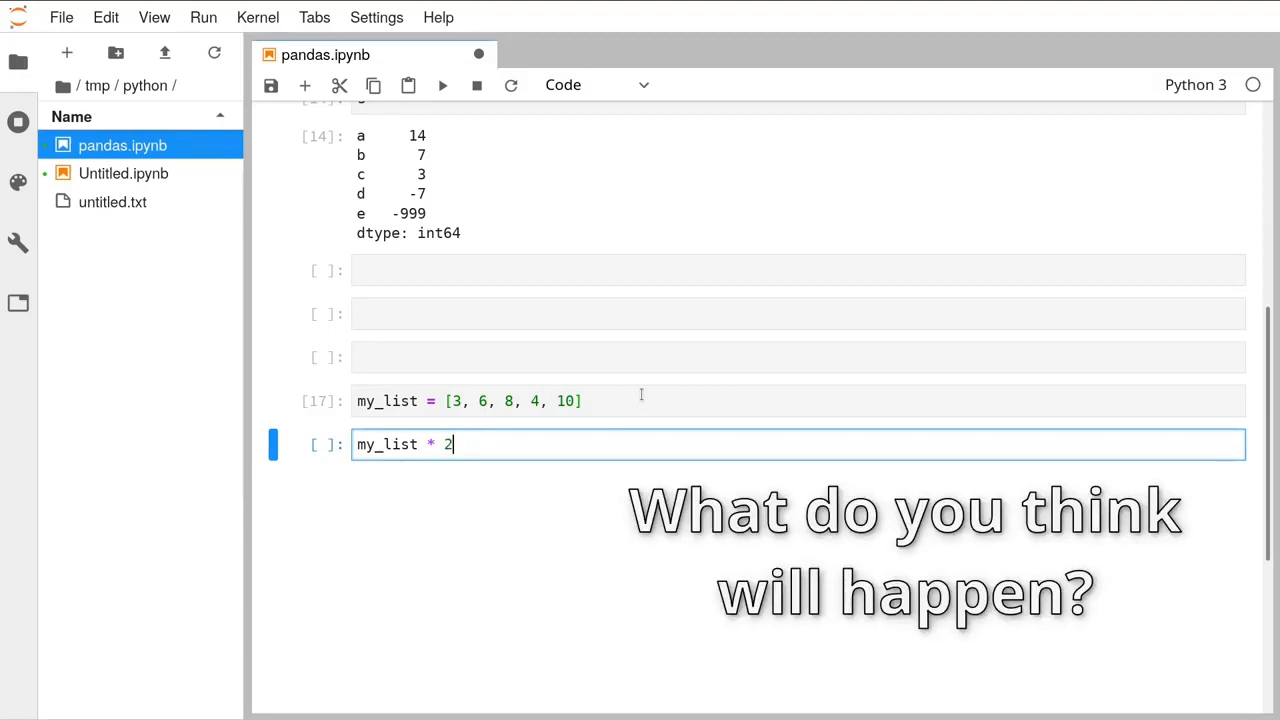 File Edit View Run Kernel Tabs Settings Help
pandas.ipynb
Code
Python 3
/ tmp / python /
Name
pandas.ipynb
Untitled.ipynb
untitled.txt
[14]:
[14]: a 14
b 7
c 3
d -7
e -999
dtype: int64
[ ]:
[ ]:
[ ]:
[17]: my_list = [3, 6, 8, 4, 10]
[ ]: my_list * 2
What do you think
will happen?